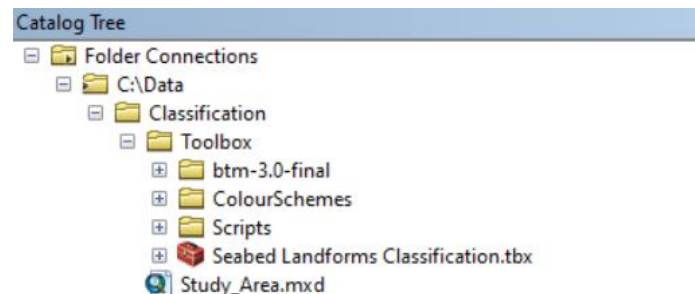 Catalog Tree
Folder Connections
C:\Data
Classification
Toolbox
btm-3.0-final
ColourSchemes
Scripts
Seabed Landforms Classification.tbx
Study_Area.mxd